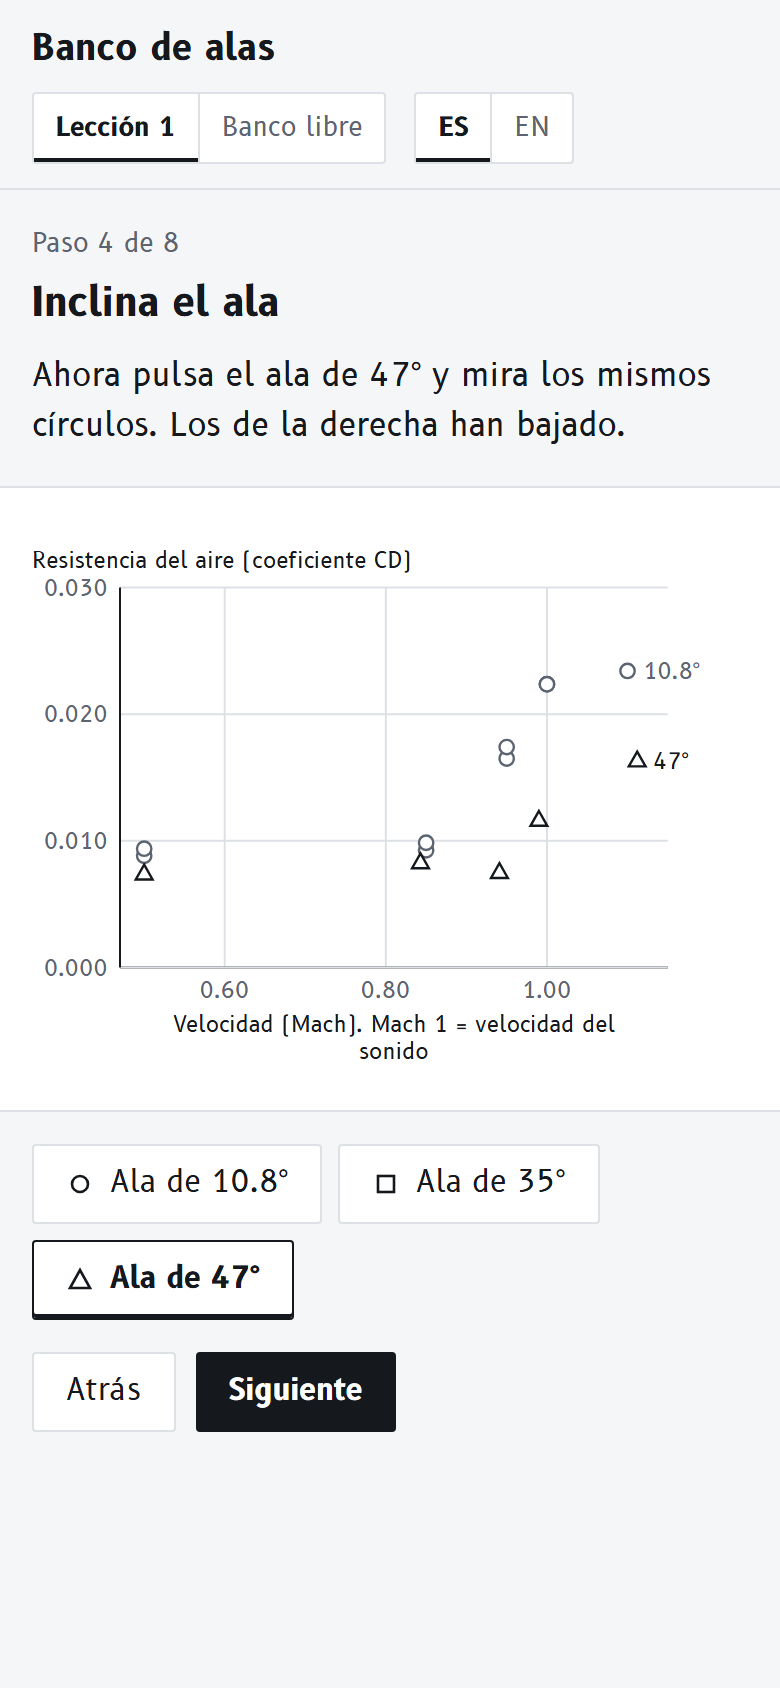 Banco de alas
Lección 1
Banco libre
ES
EN
Paso 4 de 8
Inclina el ala
Ahora pulsa el ala de 47° y mira los mismos
círculos. Los de la derecha han bajado.
Resistencia del aire (coeficiente CD)
0.030
10.8°
0.020
47°
0.010
0.000
0.60
0.80
1.00
Velocidad (Mach). Mach 1 = velocidad del
sonido
Ala de 10.8°
Ala de 35°
Ala de 47°
Atrás
Siguiente